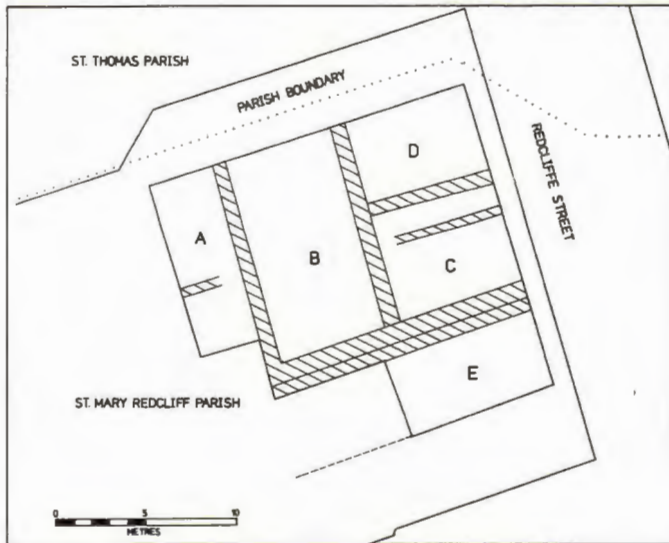 ST. THOMAS PARISH
PARISH BOUNDARY
REDCLIFFE STREET
D
A
B
C
E
ST. MARY REDCLIFF PARISH
0 5 10
METRES